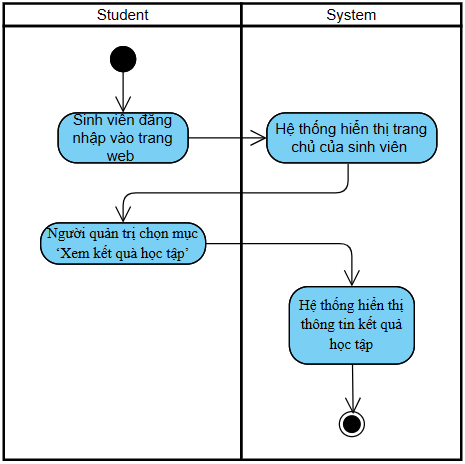 Student
System
Sinh viên đăng
nhập vào trang
web
Hệ thống hiển thị trang
chủ của sinh viên
Người quản trị chọn mục
‘Xem kết quả học tập’
Hệ thống hiển thị
thông tin kết quả
học tập